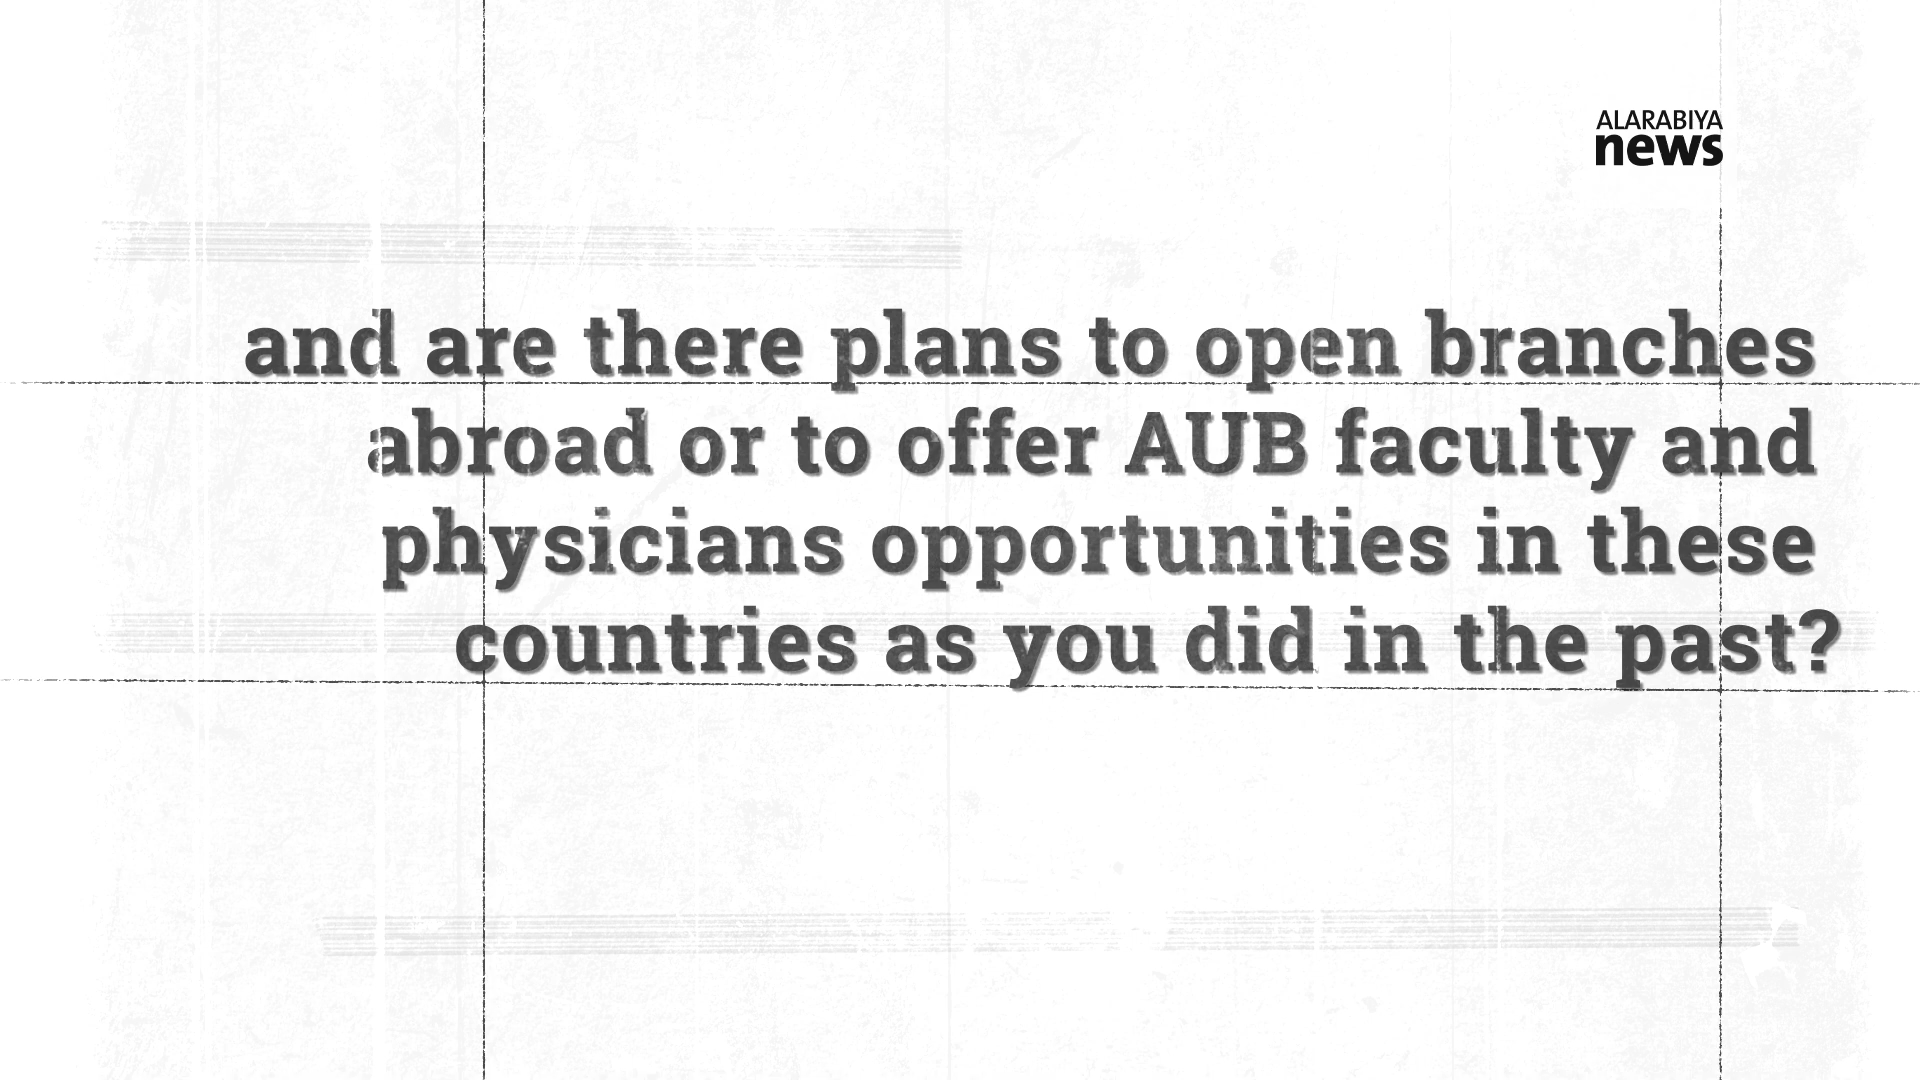 ALARABIYA
news
and are there plans to open branches
abroad or to offer AUB faculty and
physicians opportunities in these
countries as you did in the past?